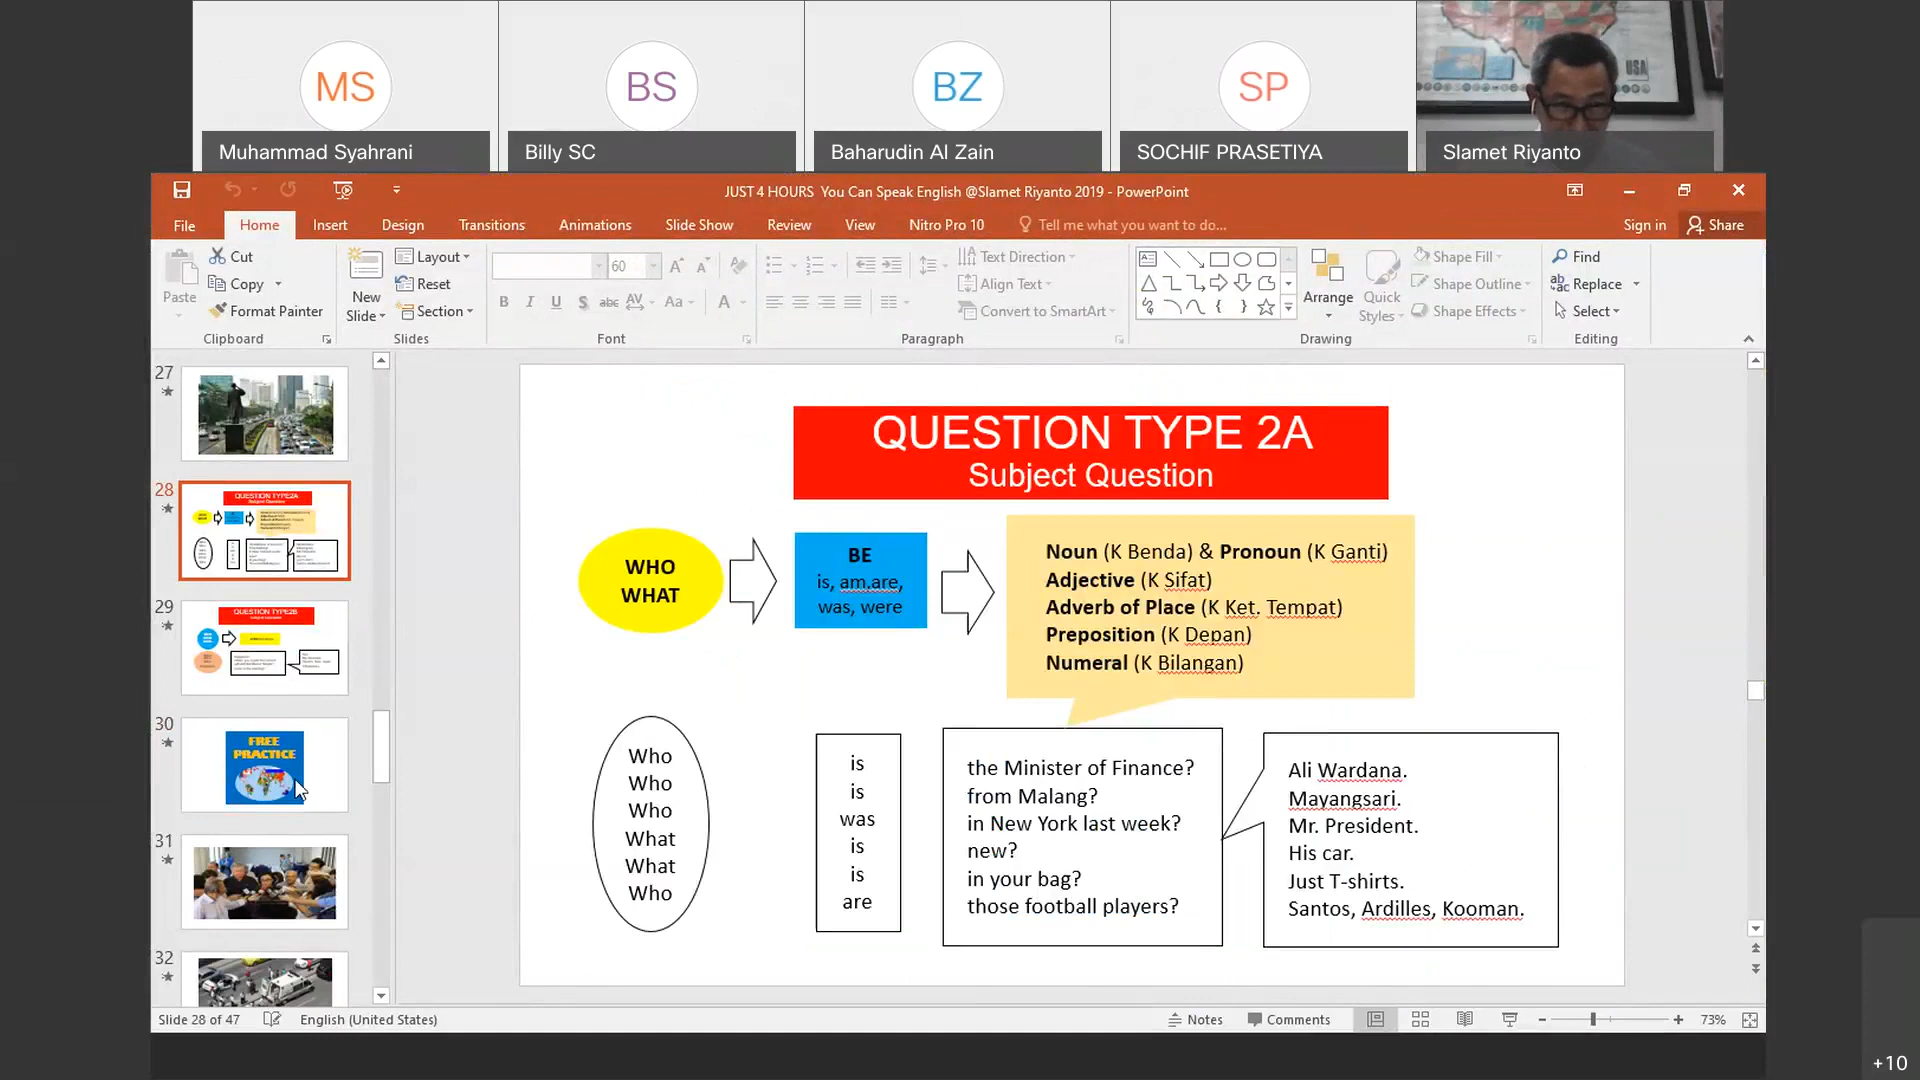 MS
BS
BZ
SP
USA
Muhammad Syahrani
Billy SC
Baharudin Al Zain
SOCHIF PRASETIYA
Slamet Riyanto
JUST 4 HOURS You Can Speak English @Slamet Riyanto 2019 - PowerPoint
File
Home
Insert
Design
Transitions
Animations
Slide Show
Review
View
Nitro Pro 10
Tell me what you want to do...
Sign in
Share
Paste
Cut
Copy
Format Painter
Clipboard
New Slide
Layout
Reset
Section
Slides
60
B I U S abc AV Aa A
Font
Text Direction
Align Text
Convert to SmartArt
Paragraph
Arrange
Quick Styles
Shape Fill
Shape Outline
Shape Effects
Drawing
Find
Replace
Select
Editing
27
28
QUESTION TYPE2A
29
QUESTION TYPE2B
30
FREE
PRACTICE
31
32
QUESTION TYPE 2A
Subject Question
WHO
WHAT
BE
is, am.are,
was, were
Noun (K Benda) & Pronoun (K Ganti)
Adjective (K Sifat)
Adverb of Place (K Ket. Tempat)
Preposition (K Depan)
Numeral (K Bilangan)
Who
Who
Who
What
What
Who
is
is
was
is
is
are
the Minister of Finance?
from Malang?
in New York last week?
new?
in your bag?
those football players?
Ali Wardana.
Mayangsari.
Mr. President.
His car.
Just T-shirts.
Santos, Ardilles, Kooman.
Slide 28 of 47
English (United States)
Notes
Comments
73%
+10